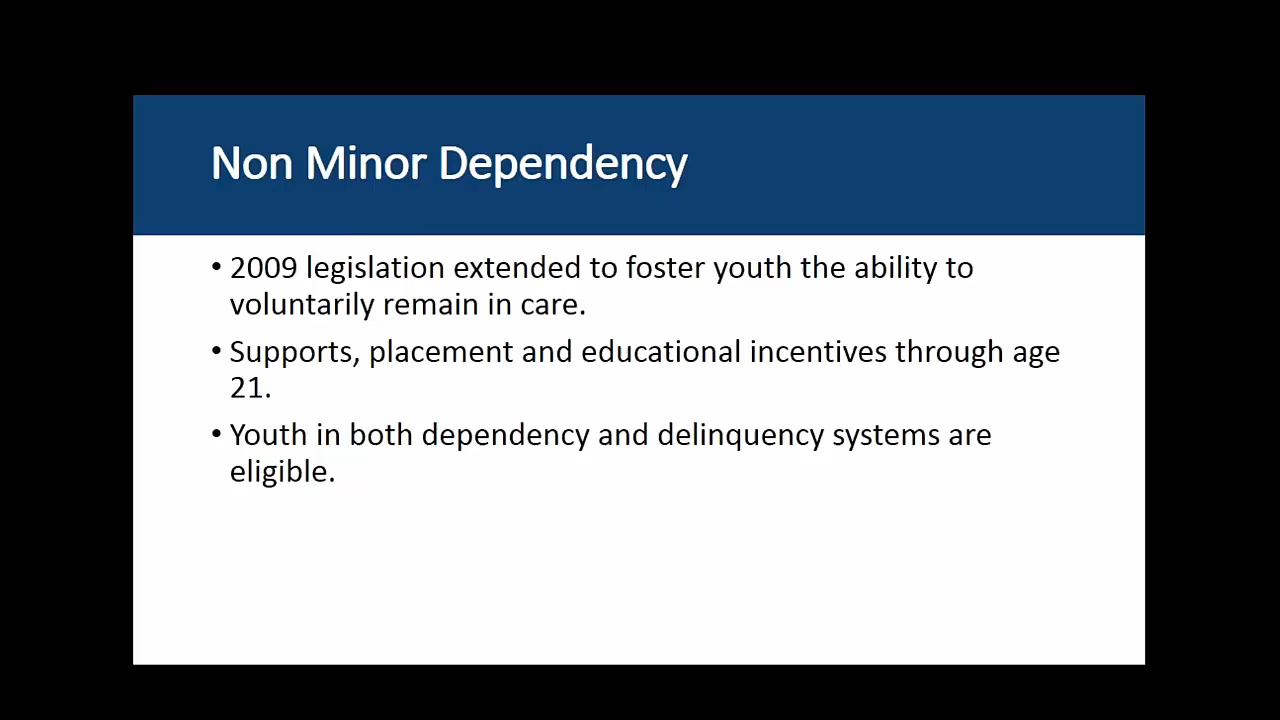 Non Minor Dependency
• 2009 legislation extended to foster youth the ability to
voluntarily remain in care.
• Supports, placement and educational incentives through age
21.
• Youth in both dependency and delinquency systems are
eligible.